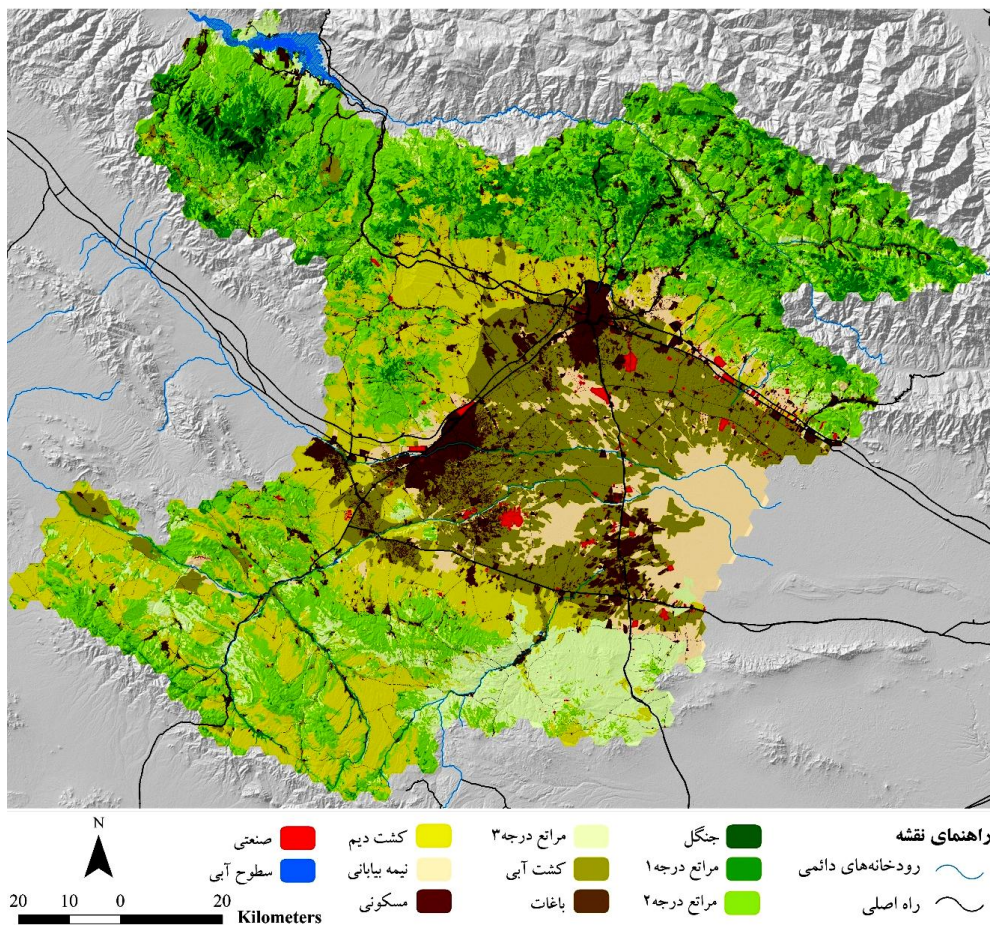 راهنمای نقشه
رودخانه‌های دائمی
راه اصلی
جنگل
مراتع درجه۱
مراتع درجه۲
مراتع درجه۳
کشت آبی
باغات
کشت دیم
نیمه بیابانی
مسکونی
صنعتی
سطوح آبی
N
20 10 0 20
Kilometers